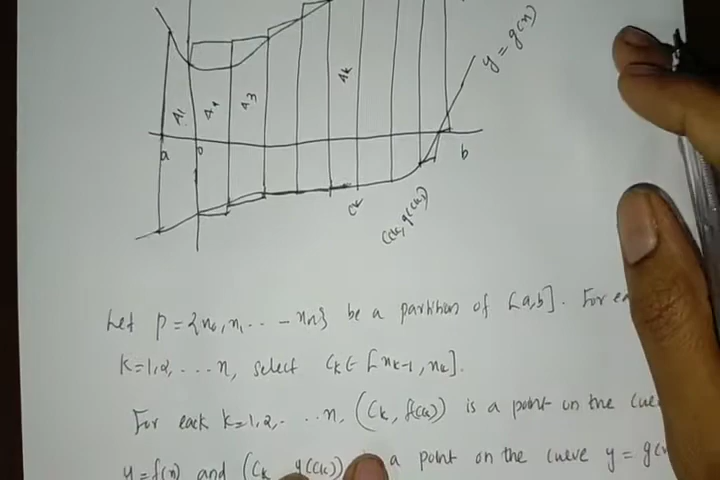 y = g(x)
A1 A2 A3 Ak
a 0 b
Ck
(Ck, g(Ck))
Let P = {x0, x1, ... - xn} be a partition of [a,b]. For
k=1,2, ... n, select Ck ∈ [xk-1, xk].
For each k=1,2, ... n, (Ck, f(Ck)) is a point on the
y = f(x) and (Ck g(Ck)) a point on the curve y = g(x